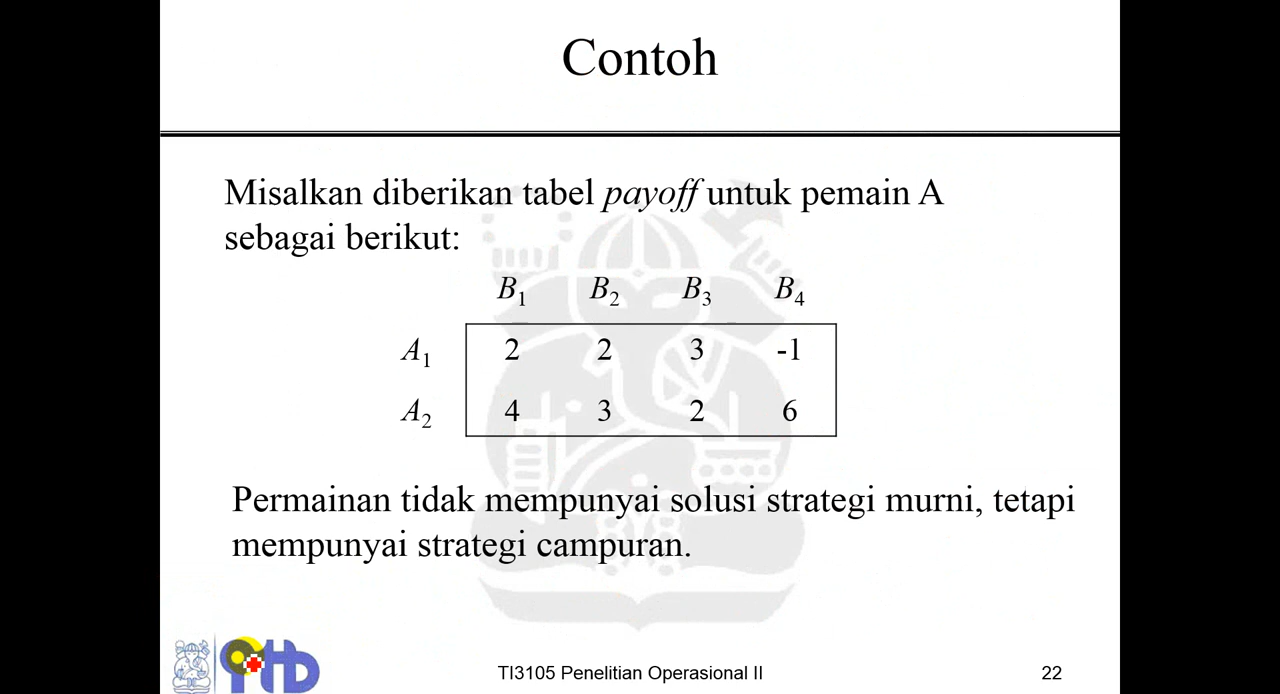 Contoh
Misalkan diberikan tabel payoff untuk pemain A
sebagai berikut:
B1 B2 B3 B4
A1 2 2 3 -1
A2 4 3 2 6
Permainan tidak mempunyai solusi strategi murni, tetapi
mempunyai strategi campuran.
TI3105 Penelitian Operasional II
22